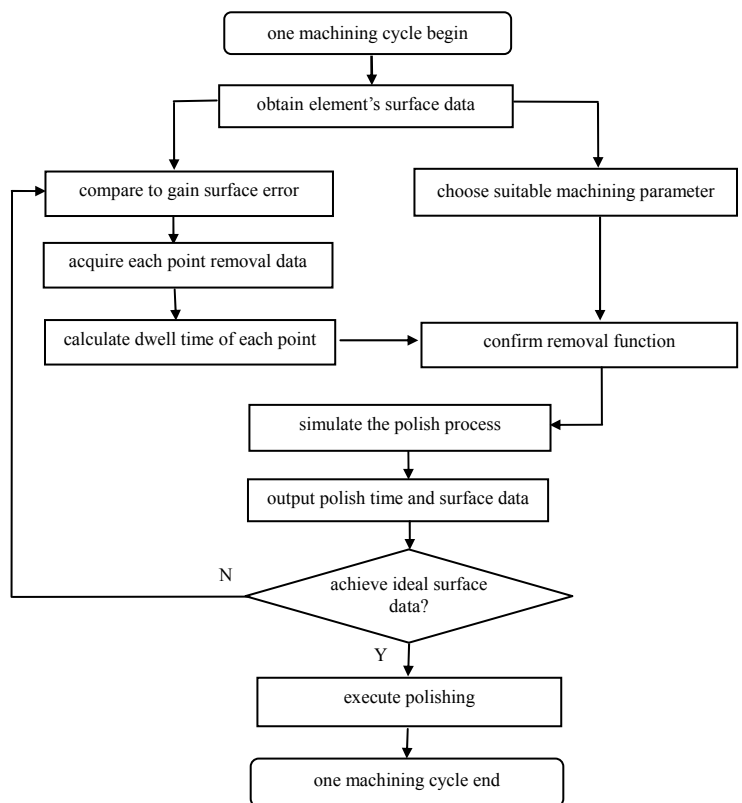 one machining cycle begin
obtain element's surface data
compare to gain surface error
choose suitable machining parameter
acquire each point removal data
calculate dwell time of each point
confirm removal function
simulate the polish process
output polish time and surface data
N
achieve ideal surface
data?
Y
execute polishing
one machining cycle end